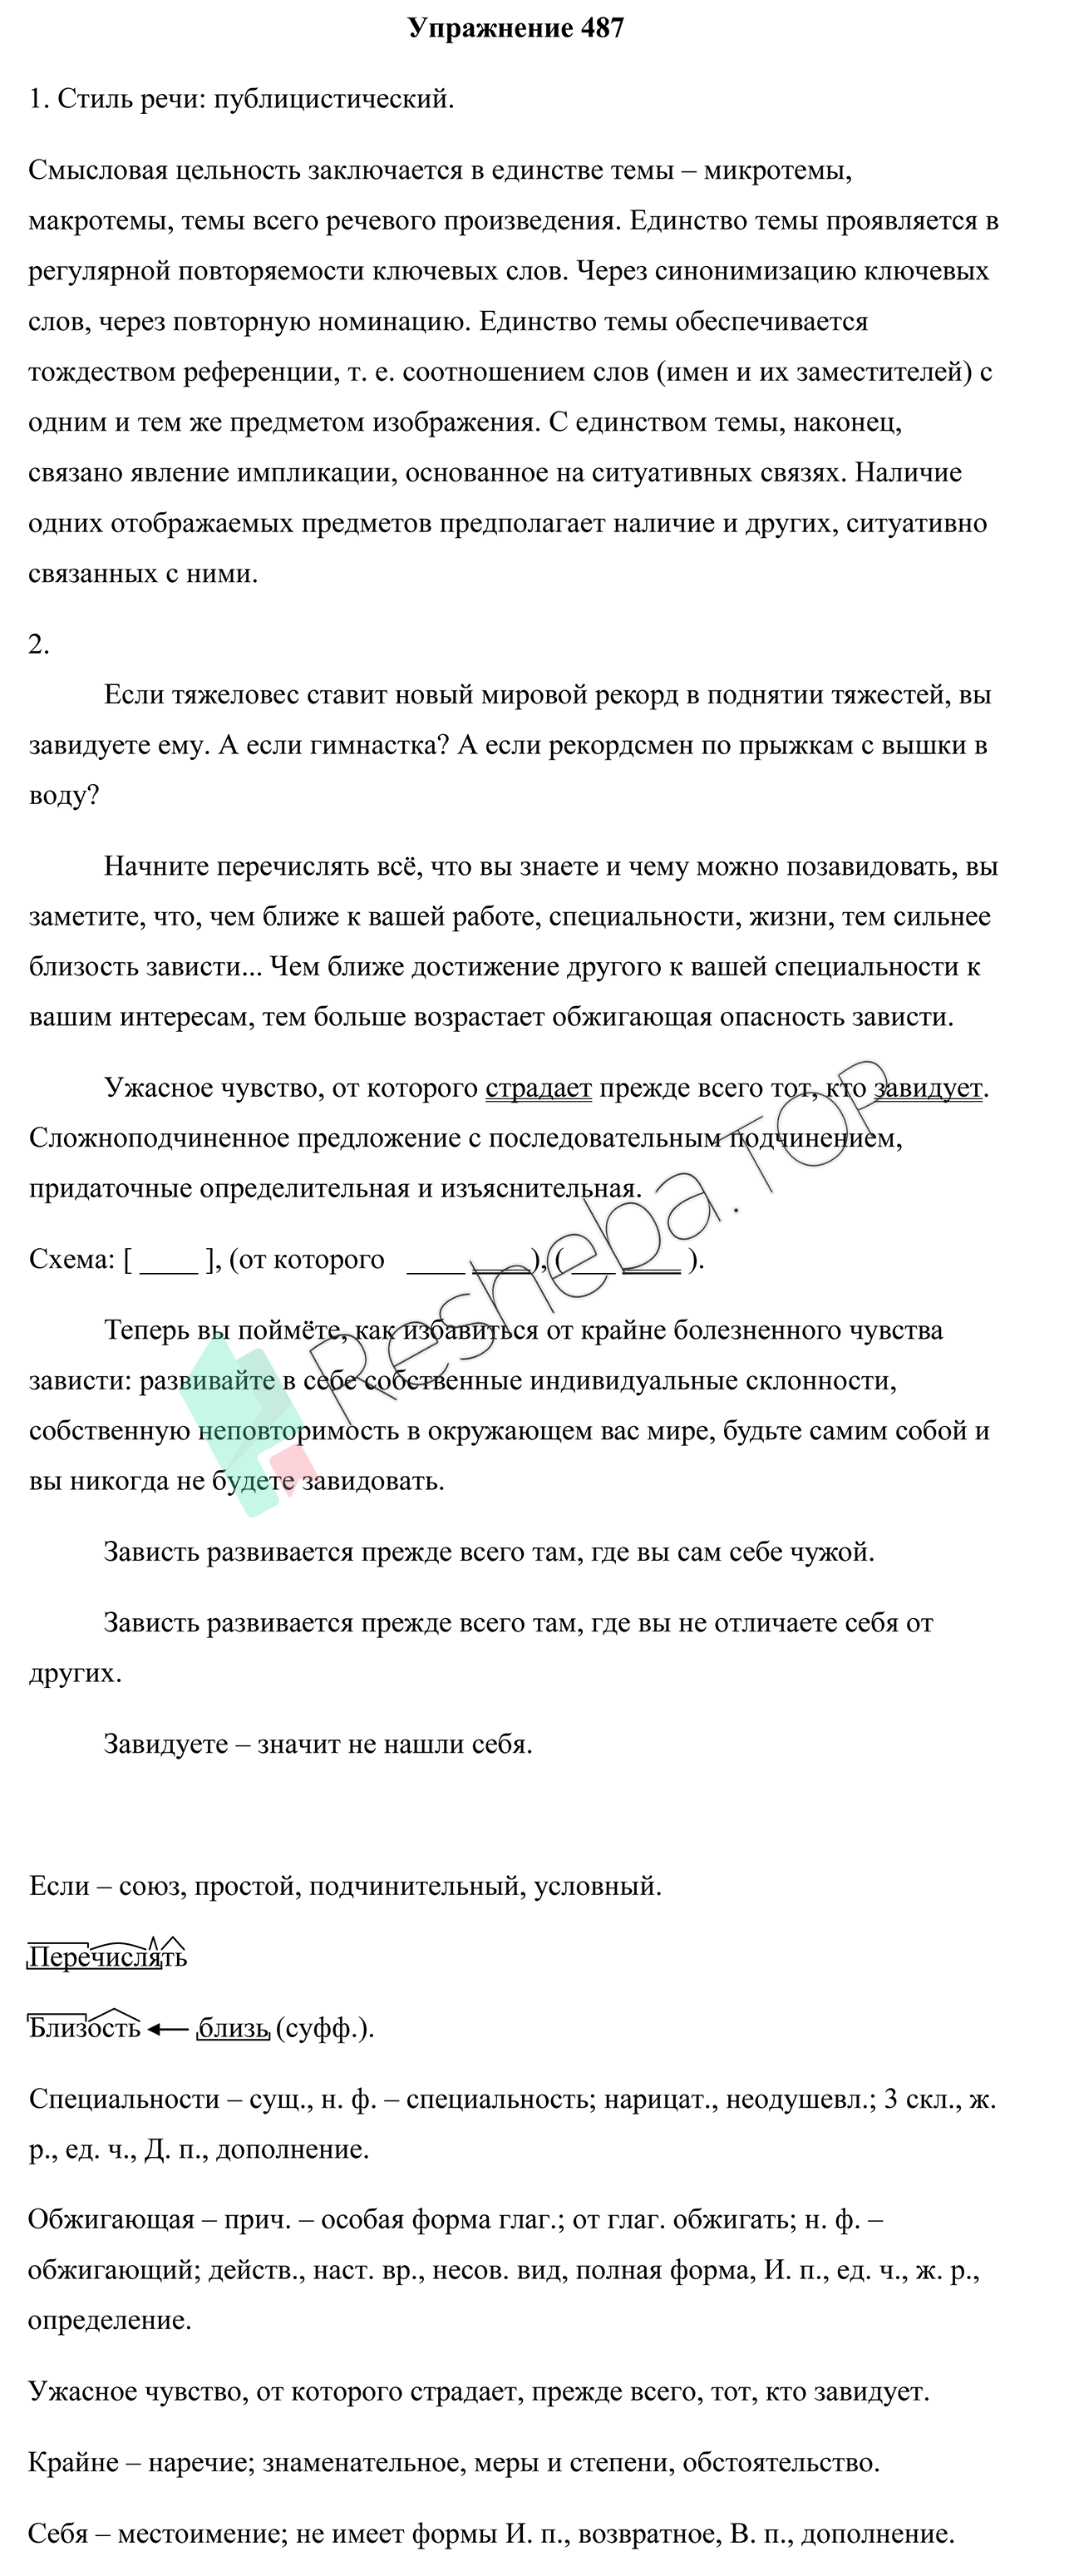 Упражнение 487
1. Стиль речи: публицистический.
Смысловая цельность заключается в единстве темы – микротемы,
макротемы, темы всего речевого произведения. Единство темы проявляется в
регулярной повторяемости ключевых слов. Через синонимизацию ключевых
слов, через повторную номинацию. Единство темы обеспечивается
тождеством референции, т. е. соотношением слов (имен и их заместителей) с
одним и тем же предметом изображения. С единством темы, наконец,
связано явление импликации, основанное на ситуативных связях. Наличие
одних отображаемых предметов предполагает наличие и других, ситуативно
связанных с ними.
2.
Если тяжеловес ставит новый мировой рекорд в поднятии тяжестей, вы
завидуете ему. А если гимнастка? А если рекордсмен по прыжкам с вышки в
воду?
Начните перечислять всё, что вы знаете и чему можно позавидовать, вы
заметите, что, чем ближе к вашей работе, специальности, жизни, тем сильнее
близость зависти... Чем ближе достижение другого к вашей специальности к
вашим интересам, тем больше возрастает обжигающая опасность зависти.
Ужасное чувство, от которого страдает прежде всего тот, кто завидует.
Сложноподчиненное предложение с последовательным подчинением,
придаточные определительная и изъяснительная.
Схема: [ ____ ], (от которого ____ ____), ( ___ ____ ).
Теперь вы поймёте, как избавиться от крайне болезненного чувства
зависти: развивайте в себе собственные индивидуальные склонности,
собственную неповторимость в окружающем вас мире, будьте самим собой и
вы никогда не будете завидовать.
Зависть развивается прежде всего там, где вы сам себе чужой.
Зависть развивается прежде всего там, где вы не отличаете себя от
других.
Завидуете – значит не нашли себя.
Если – союз, простой, подчинительный, условный.
Перечислять
Близость ← близь (суфф.).
Специальности – сущ., н. ф. – специальность; нарицат., неодушевл.; 3 скл., ж.
р., ед. ч., Д. п., дополнение.
Обжигающая – прич. – особая форма глаг.; от глаг. обжигать; н. ф. –
обжигающий; действ., наст. вр., несов. вид, полная форма, И. п., ед. ч., ж. р.,
определение.
Ужасное чувство, от которого страдает, прежде всего, тот, кто завидует.
Крайне – наречие; знаменательное, меры и степени, обстоятельство.
Себя – местоимение; не имеет формы И. п., возвратное, В. п., дополнение.
Resheba.TOP